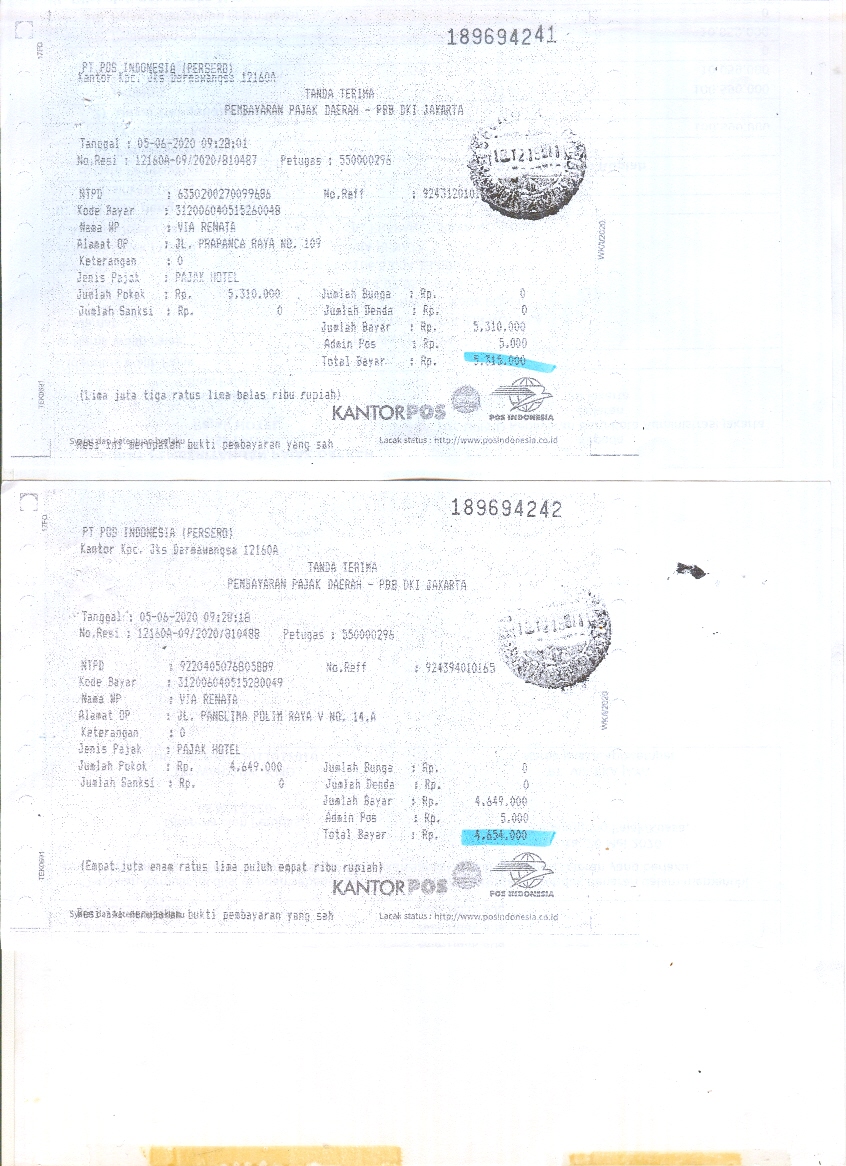 189694241
17FD
PT POS INDONESIA (PERSERO)
Kantor Kpc. Jks Darmawangsa 12160A
TANDA TERIMA
PEMBAYARAN PAJAK DAERAH - PBB DKI JAKARTA
Tanggal : 05-06-2020 09:28:01
No.Resi : 12160A-09/2020/810487 Petugas : 550000296
NTPD : 6350200270099686 No.Reff : 924312010
Kode Bayar : 312006040515260048
Nama WP : VIA RENATA
Alamat OP : JL. PRAPANCA RAYA NO. 109
Keterangan : 0
Jenis Pajak : PAJAK HOTEL
Jumlah Pokok : Rp. 5,310,000 Jumlah Bunga : Rp. 0
Jumlah Sanksi : Rp. 0 Jumlah Denda : Rp. 0
Jumlah Bayar : Rp. 5,310,000
Admin Pos : Rp. 5,000
Total Bayar : Rp. 5,315,000
WKI/2020
(Lima juta tiga ratus lima belas ribu rupiah)
KANTORPOS
POS INDONESIA
Resi ini merupakan bukti pembayaran yang sah
Lacak status : http://www.posindonesia.co.id
189694242
17FD
PT POS INDONESIA (PERSERO)
Kantor Kpc. Jks Darmawangsa 12160A
TANDA TERIMA
PEMBAYARAN PAJAK DAERAH - PBB DKI JAKARTA
Tanggal : 05-06-2020 09:28:18
No.Resi : 12160A-09/2020/810488 Petugas : 550000296
NTPD : 9220405076805889 No.Reff : 924394010165
Kode Bayar : 312006040515280049
Nama WP : VIA RENATA
Alamat OP : JL. PANGLIMA POLIM RAYA V NO. 14.A
Keterangan : 0
Jenis Pajak : PAJAK HOTEL
Jumlah Pokok : Rp. 4,649,000 Jumlah Bunga : Rp. 0
Jumlah Sanksi : Rp. 0 Jumlah Denda : Rp. 0
Jumlah Bayar : Rp. 4,649,000
Admin Pos : Rp. 5,000
Total Bayar : Rp. 4,654,000
WKI/2020
(Empat juta enam ratus lima puluh empat ribu rupiah)
KANTORPOS
POS INDONESIA
Resi ini merupakan bukti pembayaran yang sah
Lacak status : http://www.posindonesia.co.id